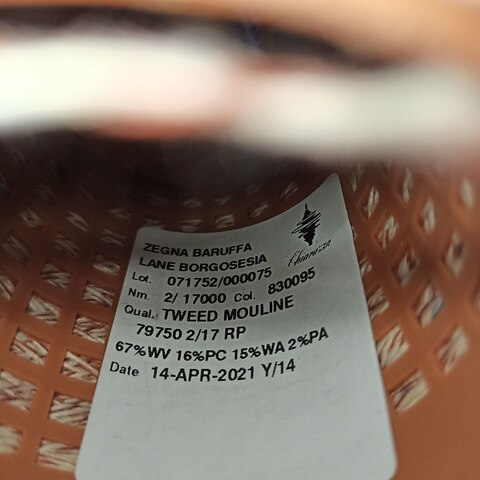 ZEGNA BARUFFA
LANE BORGOSESIA
Lot. 071752/000075
Nm. 2/ 17000 Col. 830095
Qual.: TWEED MOULINE
79750 2/17 RP
67%WV 16%PC 15%WA 2%PA
Date 14-APR-2021 Y/14